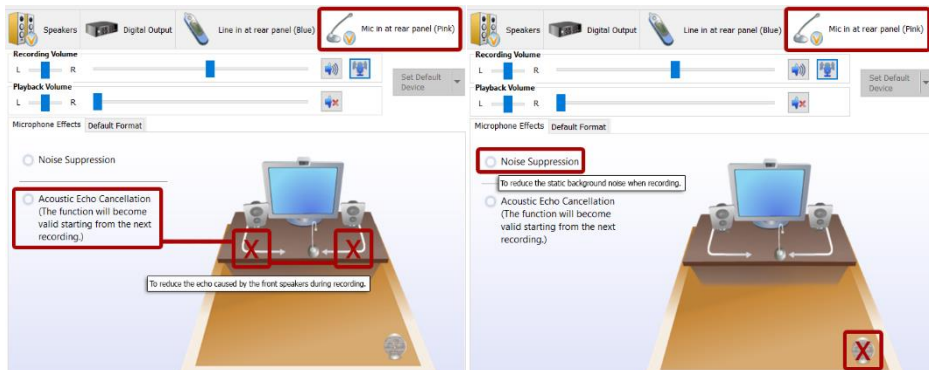 Speakers
Digital Output
Line in at rear panel (Blue)
Mic in at rear panel (Pink)
Recording Volume
L R
Set Default
Device
Playback Volume
L R
Microphone Effects Default Format
Noise Suppression
Acoustic Echo Cancellation
(The function will become
valid starting from the next
recording.)
X X
To reduce the echo caused by the front speakers during recording.
Speakers
Digital Output
Line in at rear panel (Blue)
Mic in at rear panel (Pink)
Recording Volume
L R
Set Default
Device
Playback Volume
L R
Microphone Effects Default Format
Noise Suppression
To reduce the static background noise when recording.
Acoustic Echo Cancellation
(The function will become
valid starting from the next
recording.)
X